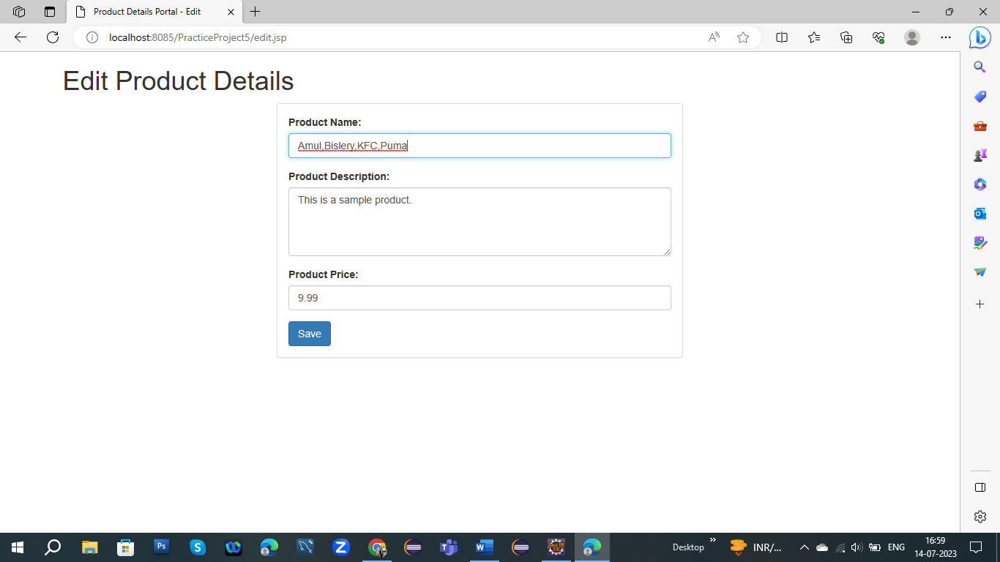 Product Details Portal - Edit
localhost:8085/PracticeProject5/edit.jsp
Edit Product Details
Product Name:
Amul,Bislery,KFC,Puma
Product Description:
This is a sample product.
Product Price:
9.99
Save
Desktop
INR/...
ENG
16:59
14-07-2023